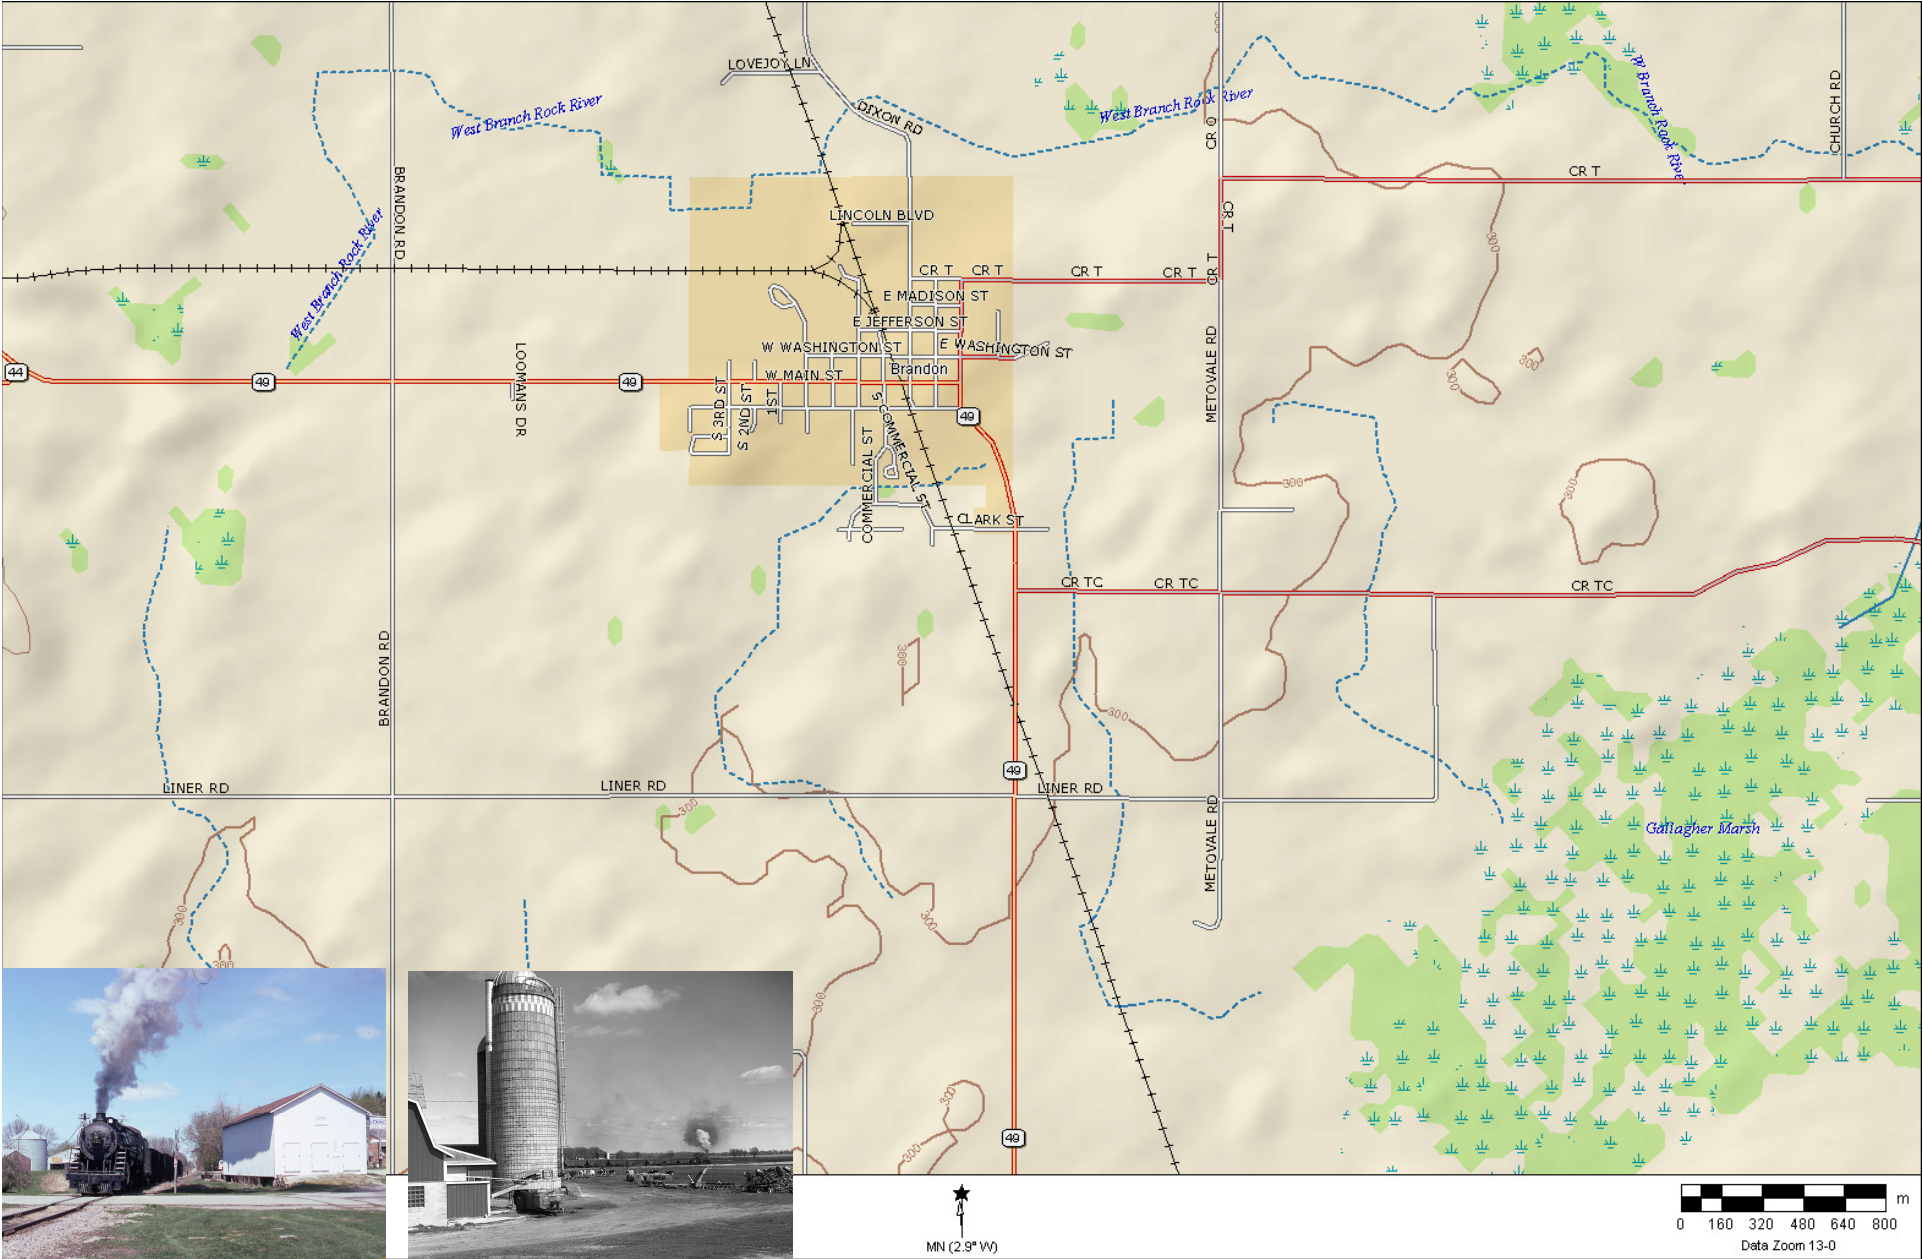 LOVEJOY LN
DIXON RD
West Branch Rock River
West Branch Rock River
W Branch Rock River
CHURCH RD
CR O
CR T
BRANDON RD
West Branch Rock River
LINCOLN BLVD
CR T
300
CR T
CR T
CR T
CR T
CR T
E MADISON ST
E JEFFERSON ST
W WASHINGTON ST
E WASHINGTON ST
METOVALE RD
300
300
44
49
LOOMANS DR
49
W MAIN ST
Brandon
S 3RD ST
S 2ND ST
1ST
49
S COMMERCIAL ST
COMMERCIAL ST
300
300
CLARK ST
CR TC
CR TC
CR TC
BRANDON RD
300
300
49
LINER RD
LINER RD
LINER RD
300
METOVALE RD
Gallagher Marsh
300
300
300
300
300
300
49
MN (2.9° W)
m
0 160 320 480 640 800
Data Zoom 13-0